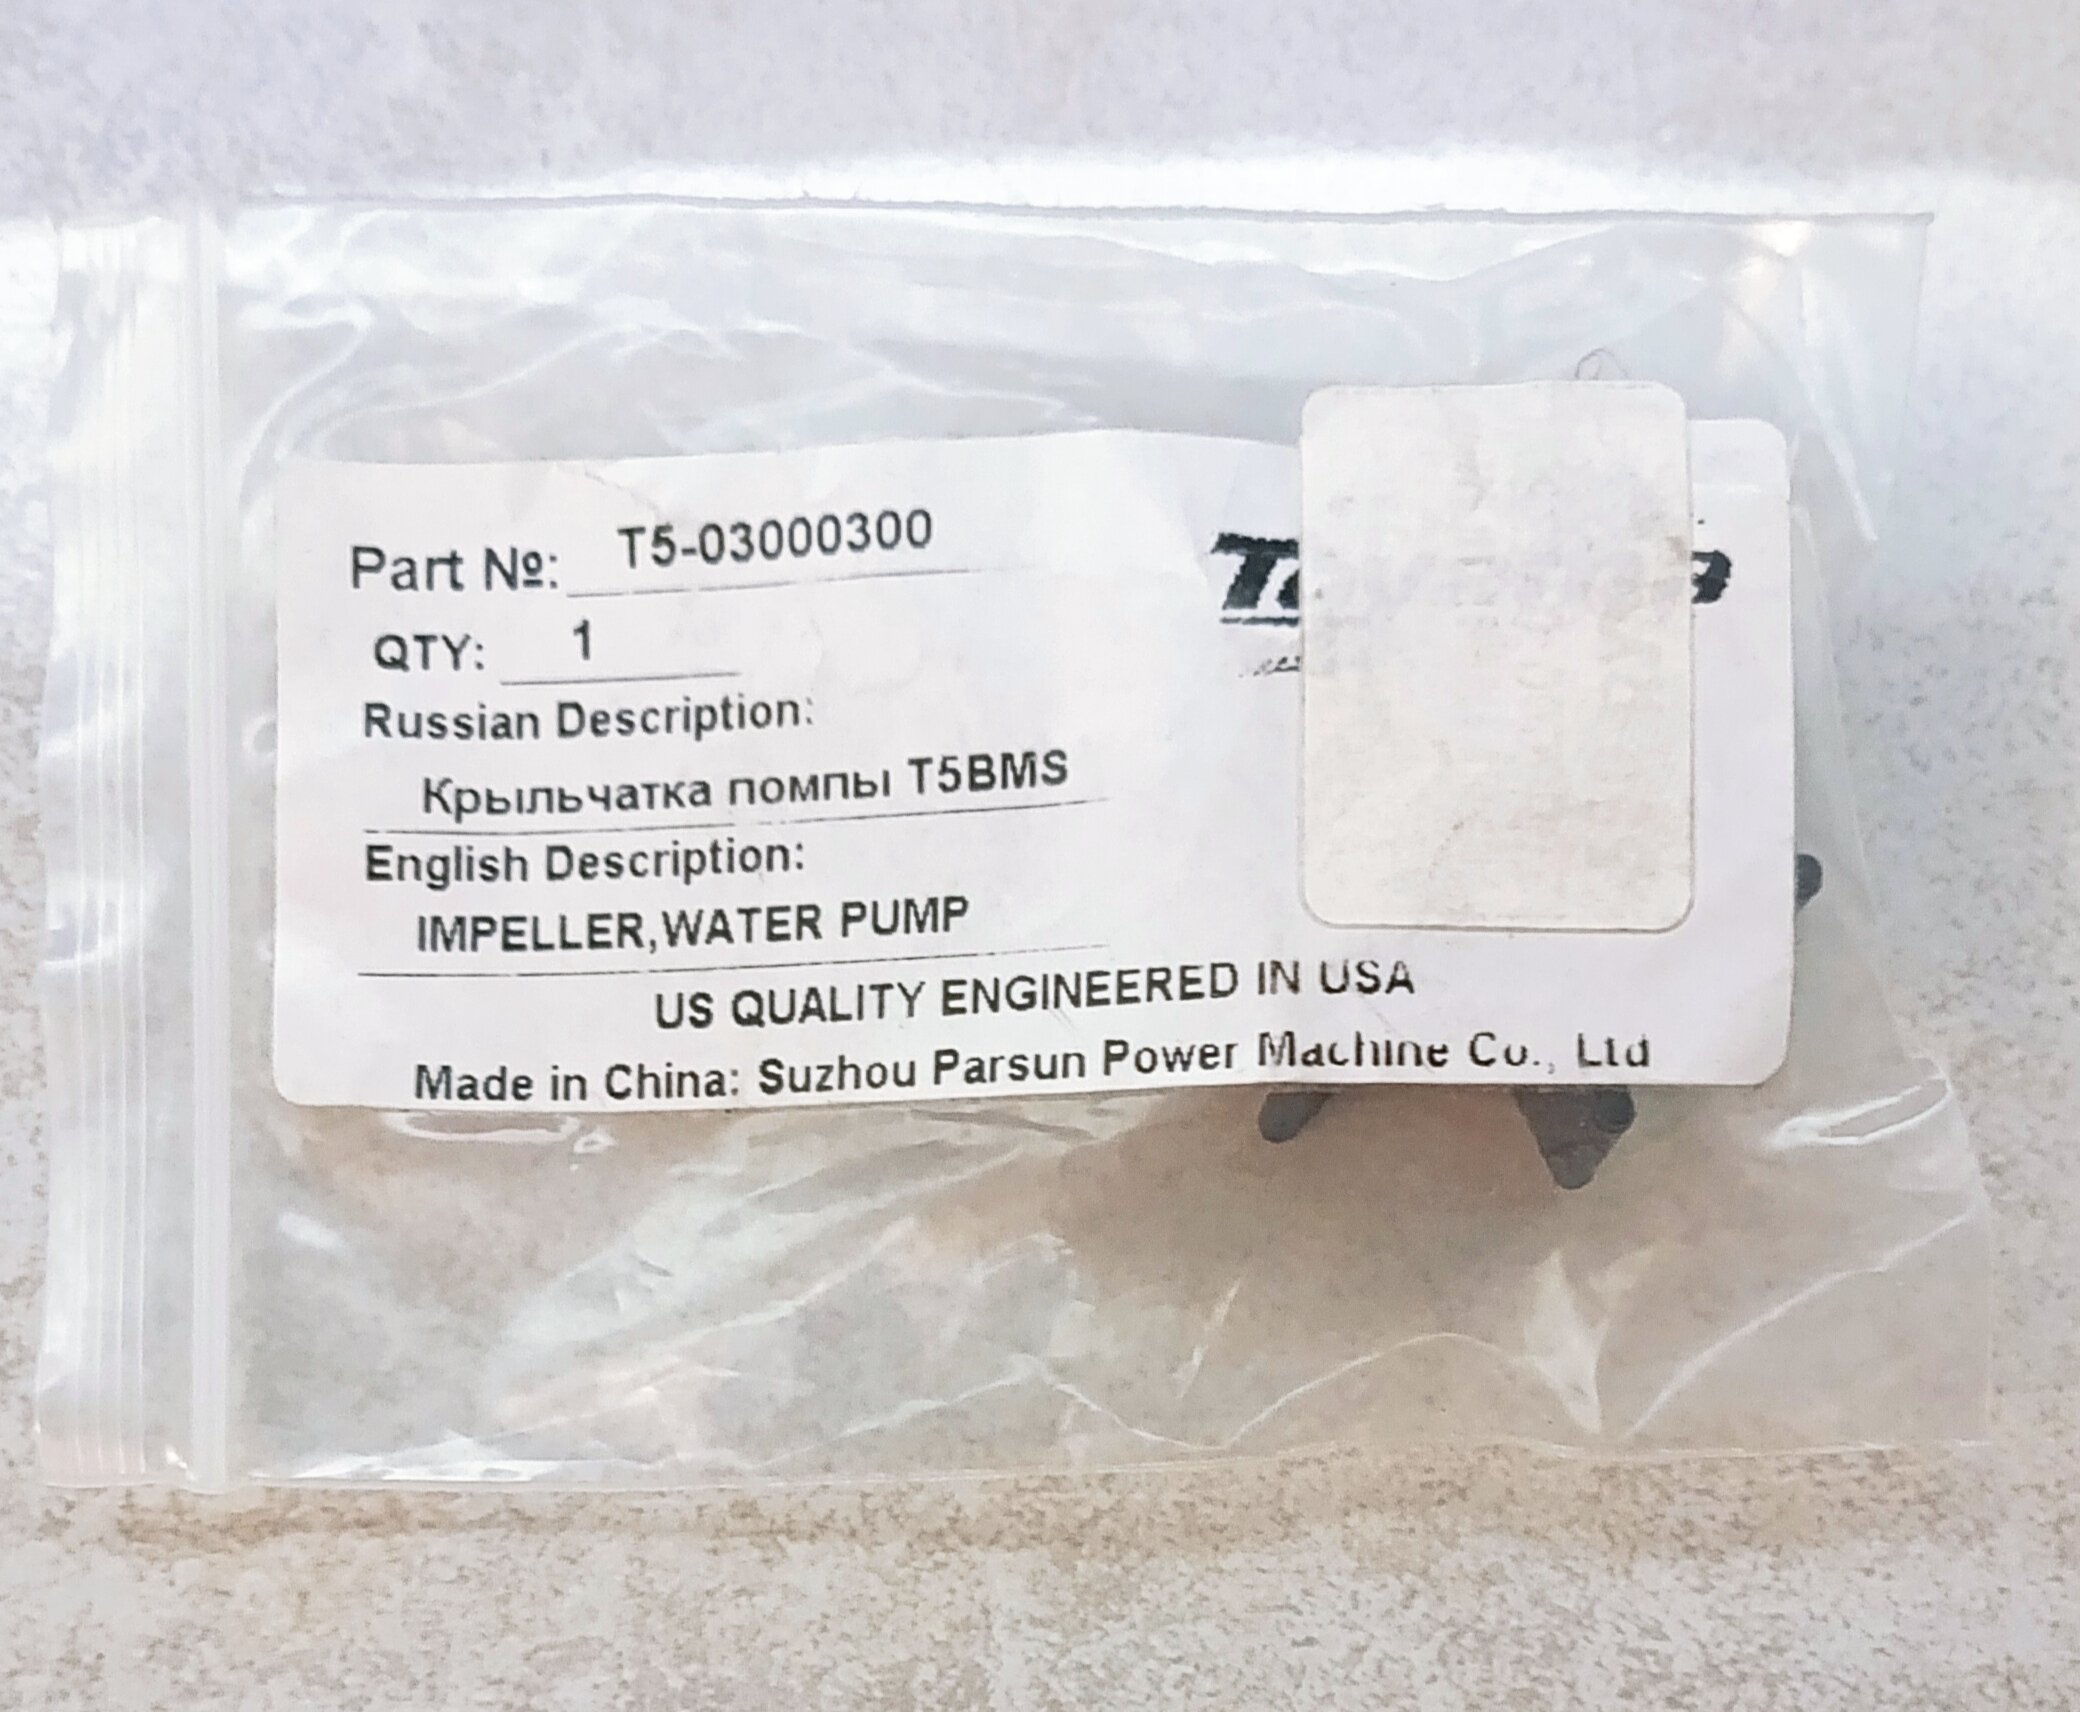 Part №: T5-03000300
QTY: 1
Russian Description:
Крыльчатка помпы T5BMS
English Description:
IMPELLER,WATER PUMP
US QUALITY ENGINEERED IN USA
Made in China: Suzhou Parsun Power Machine Co., Ltd